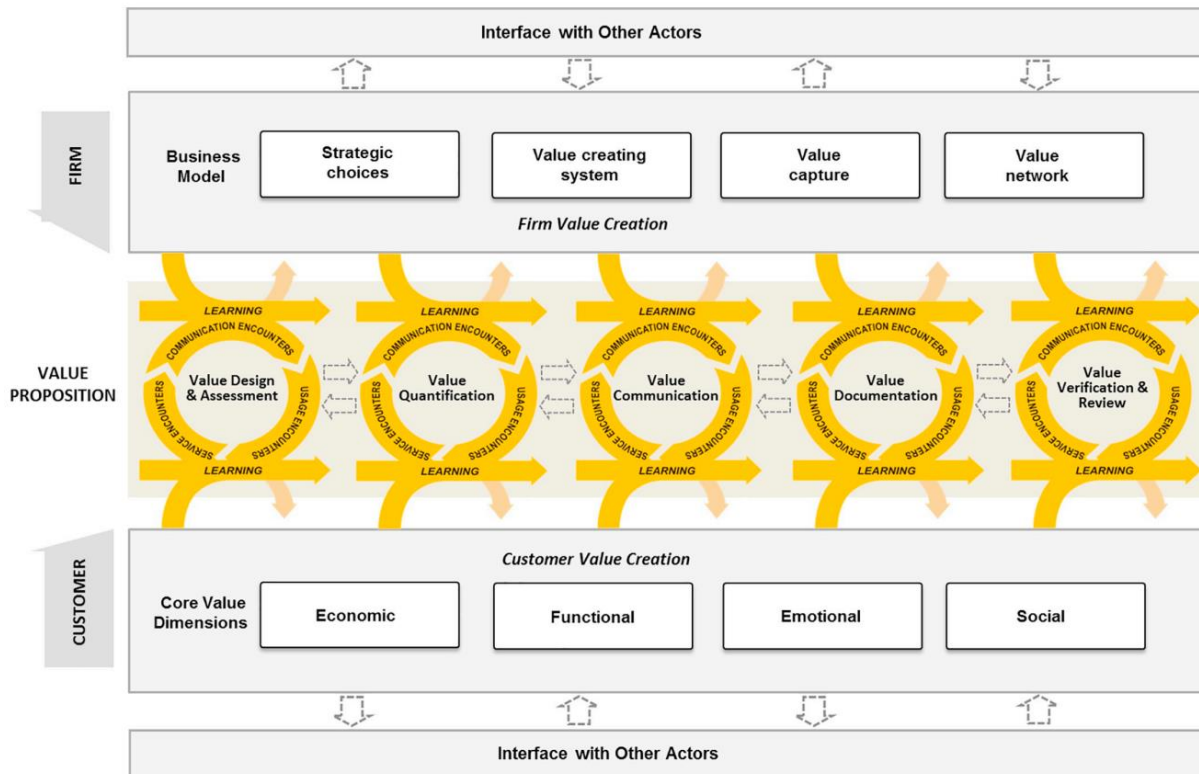 Interface with Other Actors
FIRM
Business
Model
Strategic
choices
Value creating
system
Value
capture
Value
network
Firm Value Creation
VALUE
PROPOSITION
LEARNING
COMMUNICATION ENCOUNTERS
USAGE ENCOUNTERS
SERVICE ENCOUNTERS
Value Design
& Assessment
LEARNING
LEARNING
COMMUNICATION ENCOUNTERS
USAGE ENCOUNTERS
SERVICE ENCOUNTERS
Value
Quantification
LEARNING
LEARNING
COMMUNICATION ENCOUNTERS
USAGE ENCOUNTERS
SERVICE ENCOUNTERS
Value
Communication
LEARNING
LEARNING
COMMUNICATION ENCOUNTERS
USAGE ENCOUNTERS
SERVICE ENCOUNTERS
Value
Documentation
LEARNING
LEARNING
COMMUNICATION ENCOUNTERS
USAGE ENCOUNTERS
SERVICE ENCOUNTERS
Value
Verification &
Review
LEARNING
CUSTOMER
Customer Value Creation
Core Value
Dimensions
Economic
Functional
Emotional
Social
Interface with Other Actors